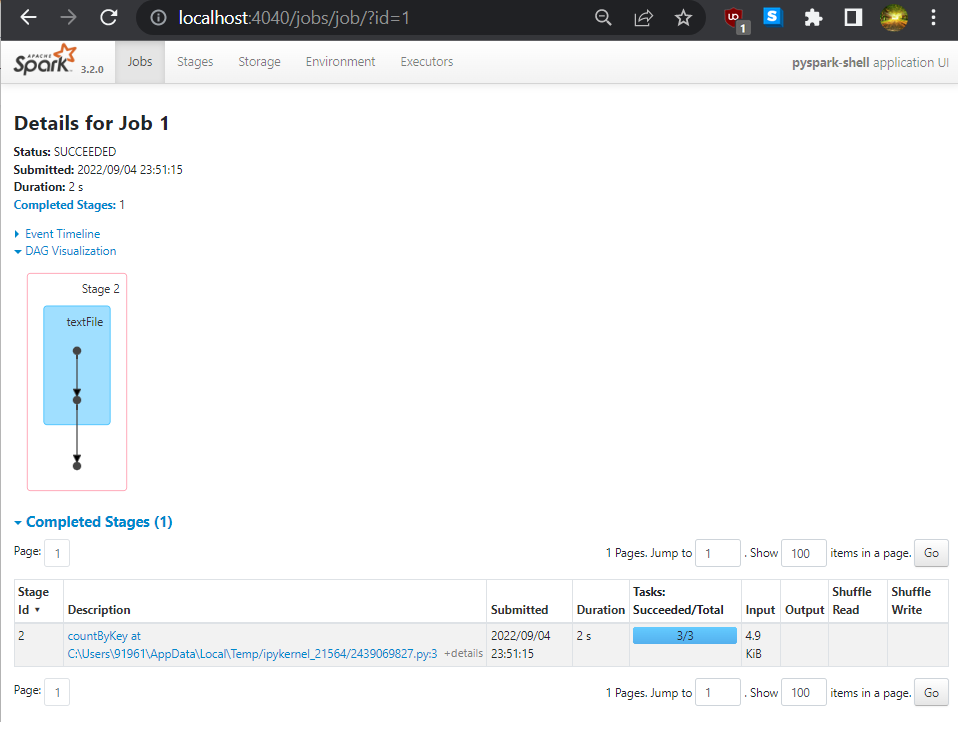 localhost:4040/jobs/job/?id=1
UD
1
S
APACHE
Spark 3.2.0
Jobs
Stages
Storage
Environment
Executors
pyspark-shell application UI
Details for Job 1
Status: SUCCEEDED
Submitted: 2022/09/04 23:51:15
Duration: 2 s
Completed Stages: 1
Event Timeline
DAG Visualization
Stage 2
textFile
Completed Stages (1)
Page: 1
1 Pages. Jump to 1 . Show 100 items in a page. Go
Stage Id ▾ Description Submitted Duration Tasks: Succeeded/Total Input Output Shuffle Read Shuffle Write
2 countByKey at
C:\Users\91961\AppData\Local\Temp/ipykernel_21564/2439069827.py:3 +details
2022/09/04
23:51:15
2 s
3/3
4.9
KiB
Page: 1
1 Pages. Jump to 1 . Show 100 items in a page. Go